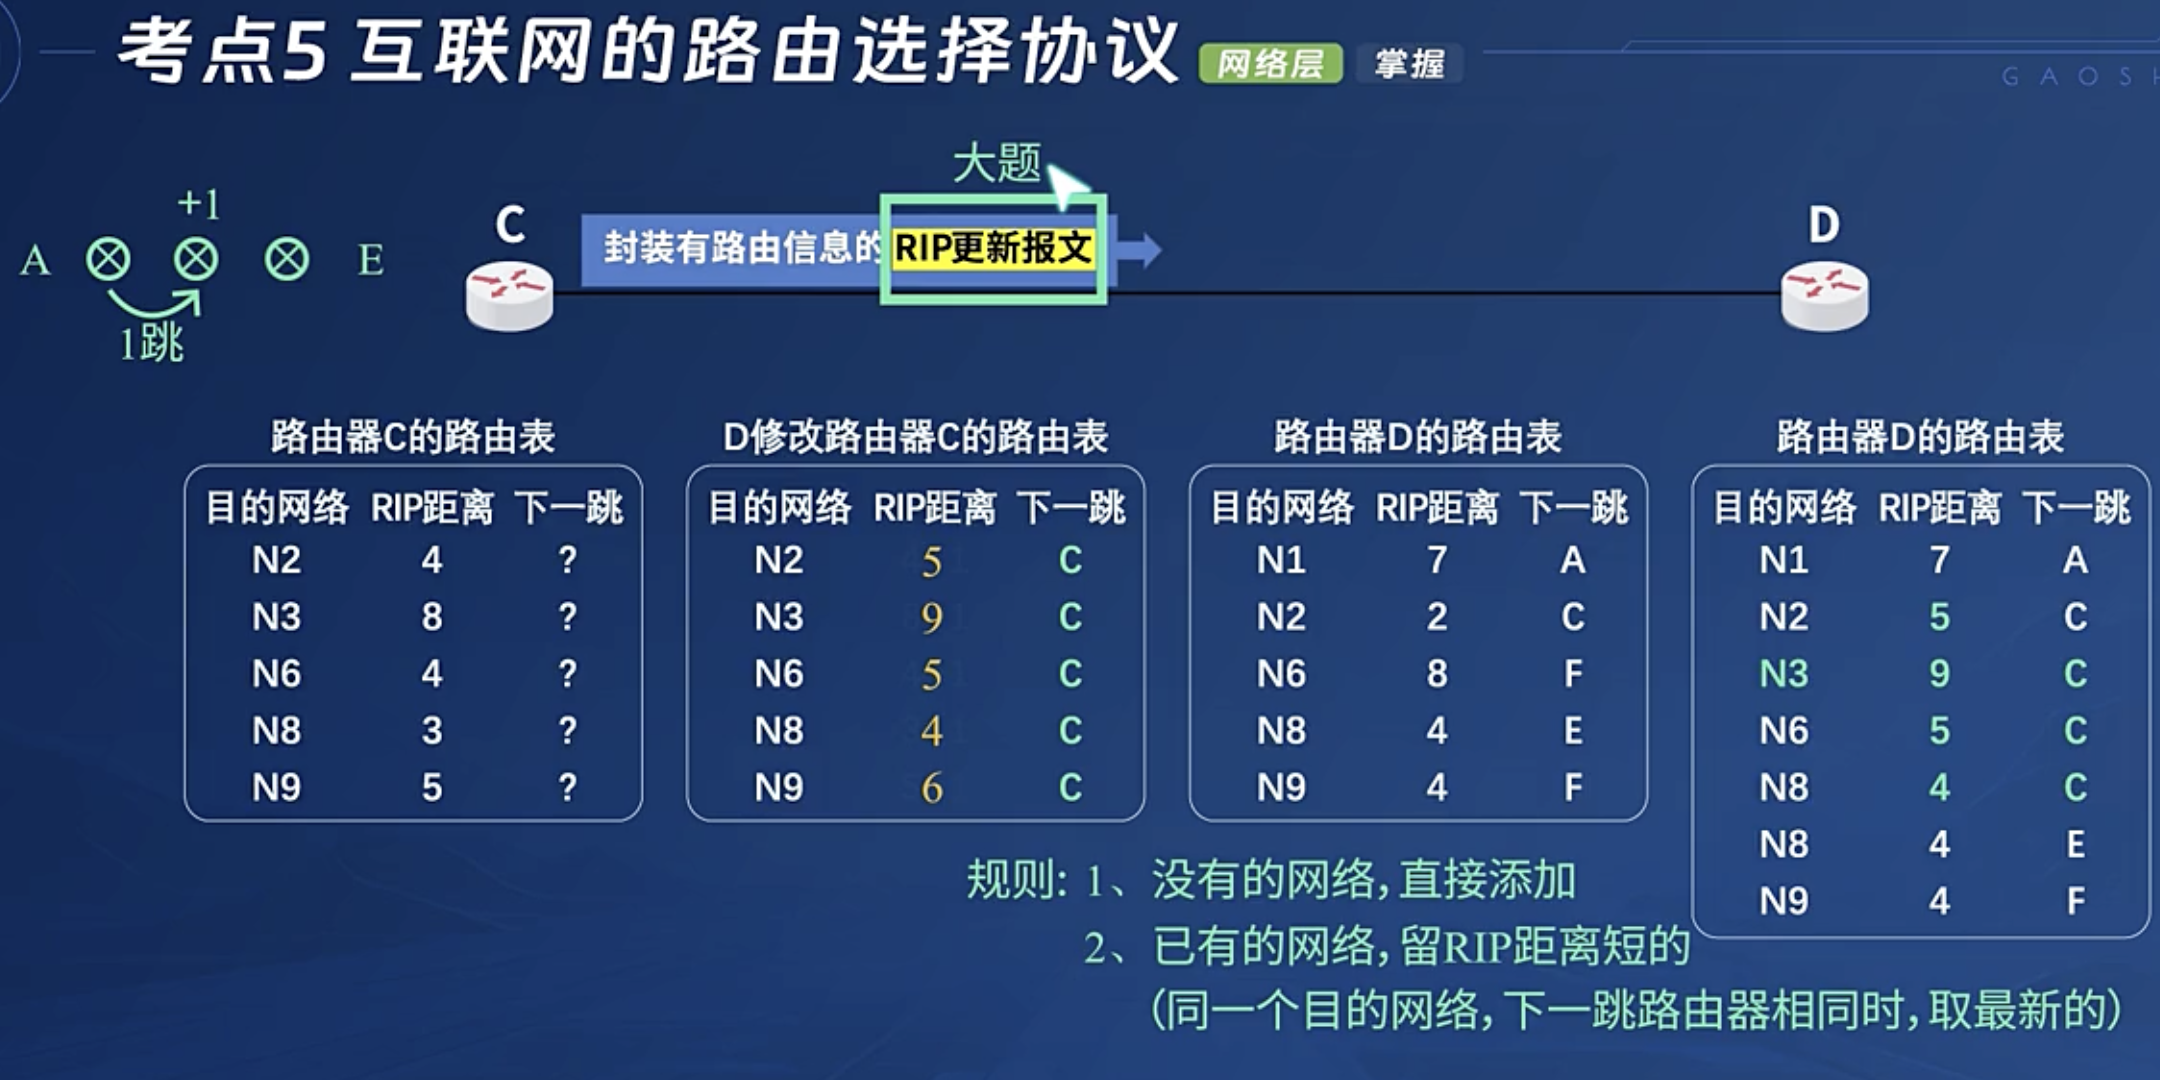 考点5 互联网的路由选择协议 网络层 掌握
GAOSH
大题
+1
A E
1跳
C
封装有路由信息的RIP更新报文
D
路由器C的路由表
目的网络 RIP距离 下一跳
N2 4 ?
N3 8 ?
N6 4 ?
N8 3 ?
N9 5 ?
D修改路由器C的路由表
目的网络 RIP距离 下一跳
N2 5 C
N3 9 C
N6 5 C
N8 4 C
N9 6 C
路由器D的路由表
目的网络 RIP距离 下一跳
N1 7 A
N2 2 C
N6 8 F
N8 4 E
N9 4 F
路由器D的路由表
目的网络 RIP距离 下一跳
N1 7 A
N2 5 C
N3 9 C
N6 5 C
N8 4 C
N8 4 E
N9 4 F
规则: 1、没有的网络,直接添加
2、已有的网络,留RIP距离短的
(同一个目的网络,下一跳路由器相同时,取最新的)